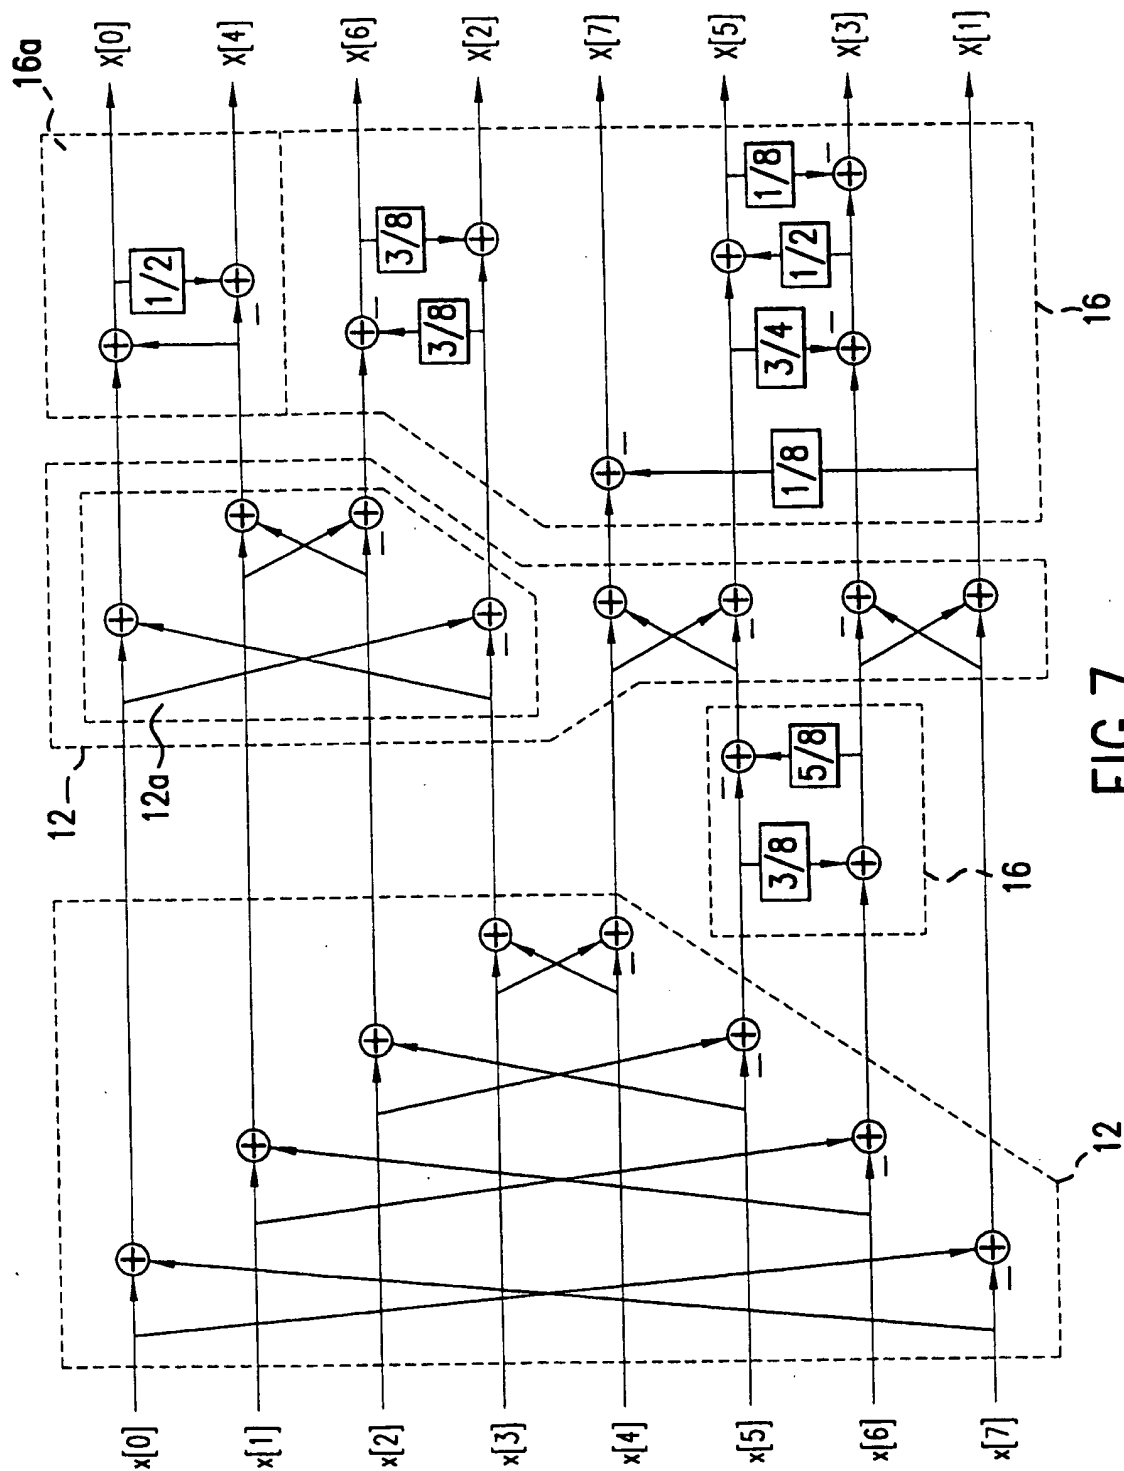 16a
X[0]
X[4]
X[6]
X[2]
X[7]
X[5]
X[3]
X[1]
1/2
3/8
3/8
1/8
1/2
3/4
1/8
16
12
12a
5/8
3/8
16
12
x[0]
x[1]
x[2]
x[3]
x[4]
x[5]
x[6]
x[7]
FIG.7